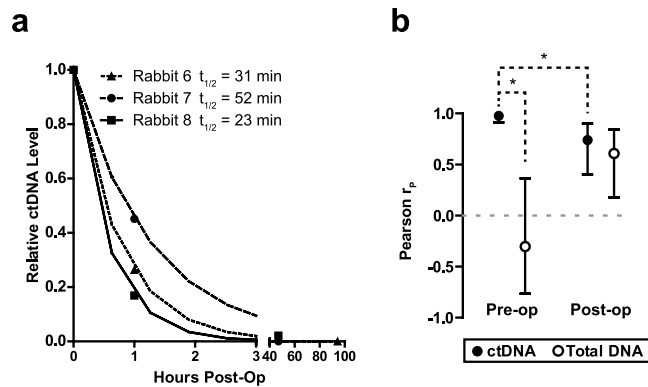 a
b
Rabbit 6 t1/2 = 31 min
Rabbit 7 t1/2 = 52 min
Rabbit 8 t1/2 = 23 min
Relative ctDNA Level
1.0
0.8
0.6
0.4
0.2
0.0
0 1 2 3 40 60 80 100
Hours Post-Op
*
*
Pearson rP
1.0
0.5
0.0
-0.5
-1.0
Pre-op Post-op
ctDNA Total DNA